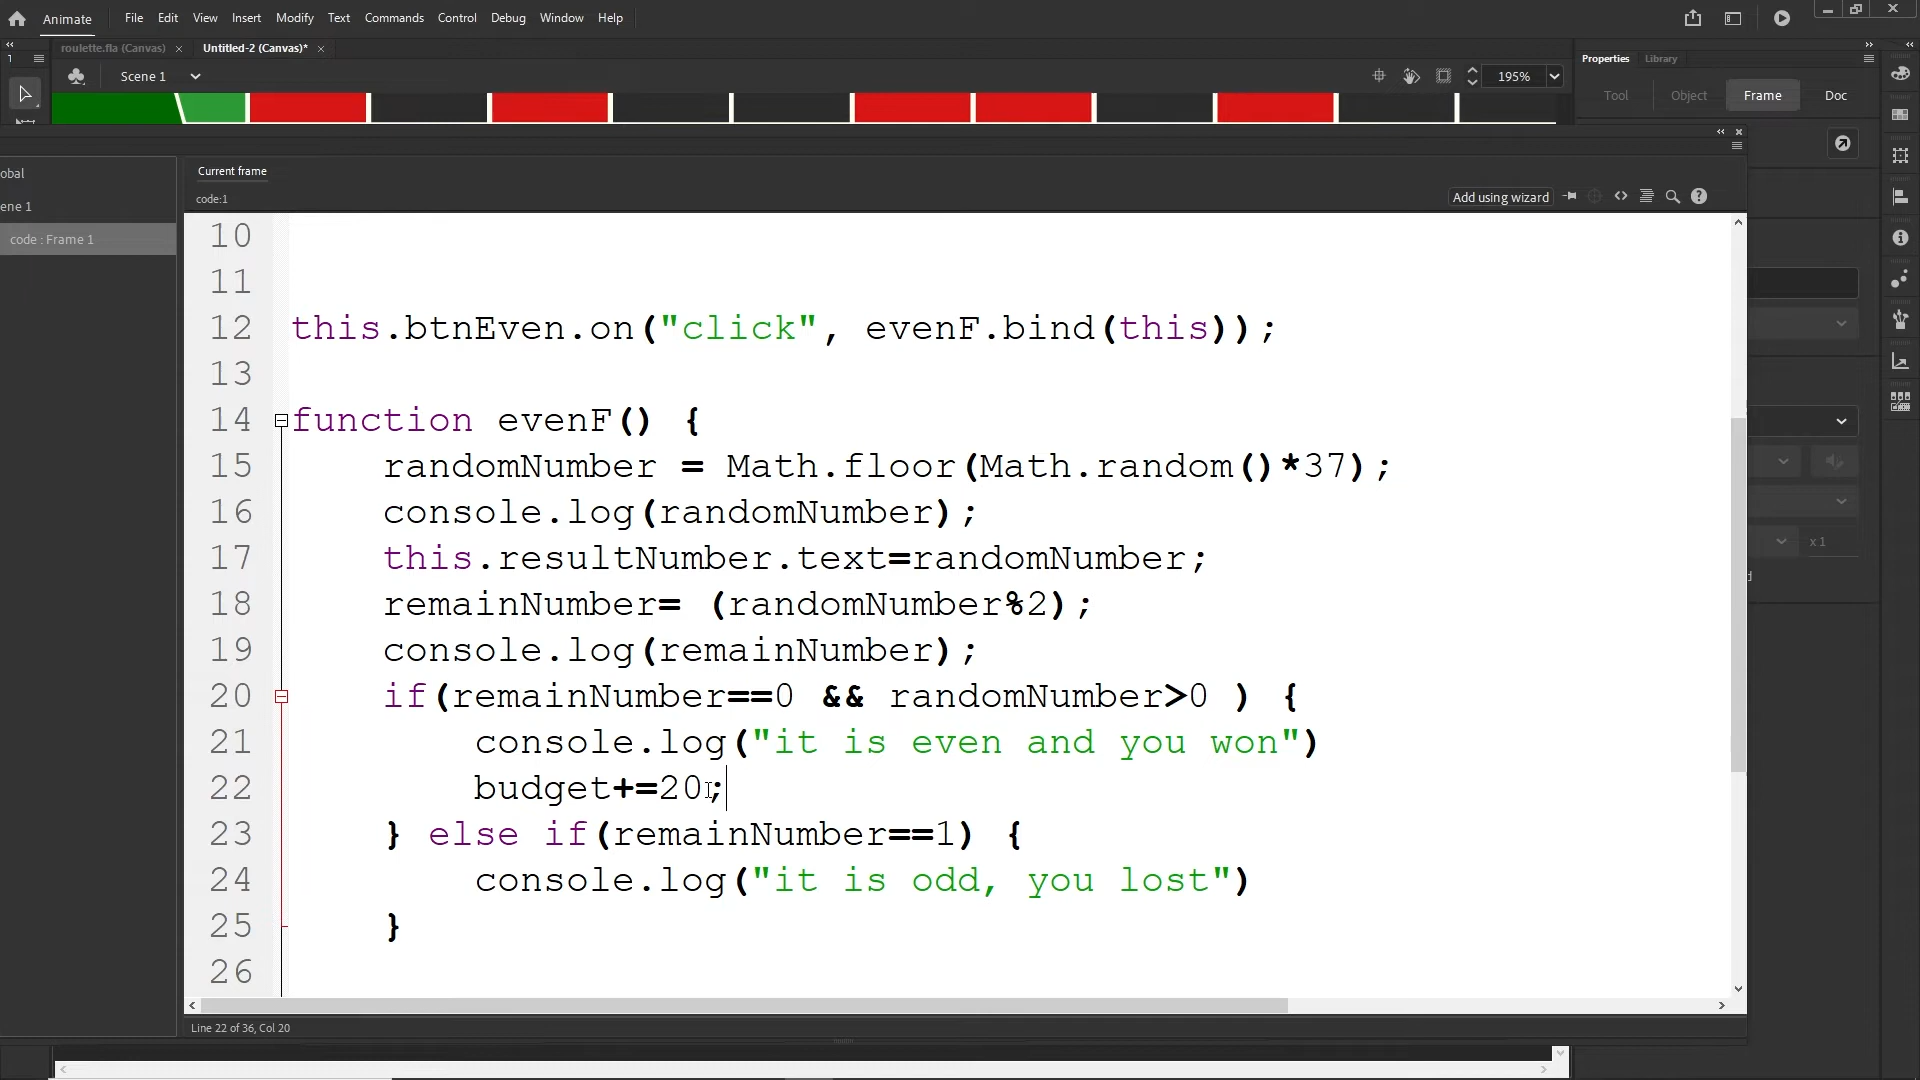 Animate File Edit View Insert Modify Text Commands Control Debug Window Help
roulette.fla (Canvas) × Untitled-2 (Canvas)* ×
Properties Library
1 Scene 1 195%
Tool Object Frame Doc
Current frame
obal
code:1 Add using wizard
ene 1
code : Frame 1
10
11
12 this.btnEven.on("click", evenF.bind(this));
13
14 function evenF() {
15 randomNumber = Math.floor(Math.random()*37);
16 console.log(randomNumber);
17 this.resultNumber.text=randomNumber;
18 remainNumber= (randomNumber%2);
19 console.log(remainNumber);
20 if(remainNumber==0 && randomNumber>0 ) {
21 console.log("it is even and you won")
22 budget+=20;
23 } else if(remainNumber==1) {
24 console.log("it is odd, you lost")
25 }
26
x1
Line 22 of 36, Col 20